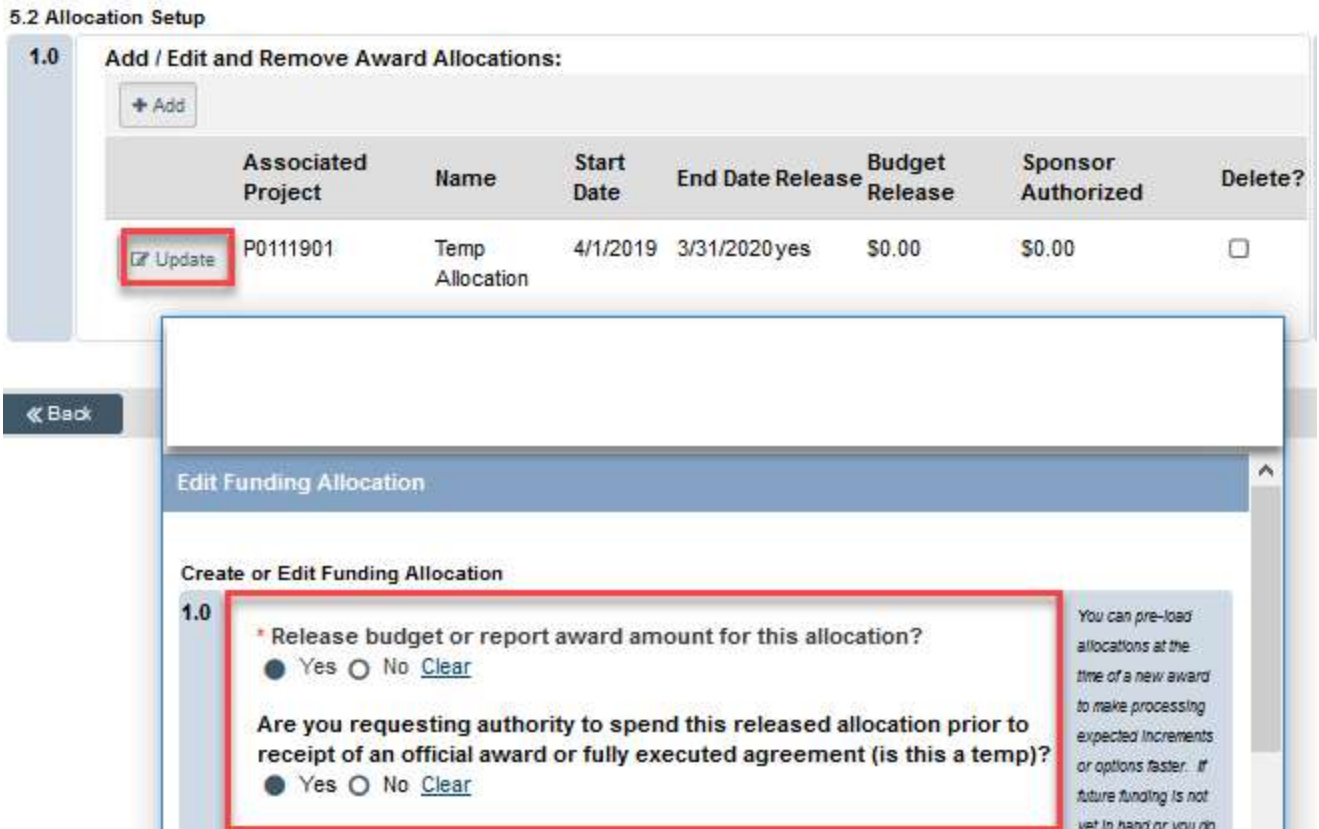 5.2 Allocation Setup
1.0 Add / Edit and Remove Award Allocations:
+ Add
Associated Project Name Start Date End Date Release Budget Release Sponsor Authorized Delete?
Update P0111901 Temp Allocation 4/1/2019 3/31/2020 yes $0.00 $0.00
« Back
Edit Funding Allocation
Create or Edit Funding Allocation
1.0
* Release budget or report award amount for this allocation?
Yes No Clear
Are you requesting authority to spend this released allocation prior to
receipt of an official award or fully executed agreement (is this a temp)?
Yes No Clear
You can pre-load
allocations at the
time of a new award
to make processing
expected increments
or options faster. If
future funding is not
yet in hand or you do